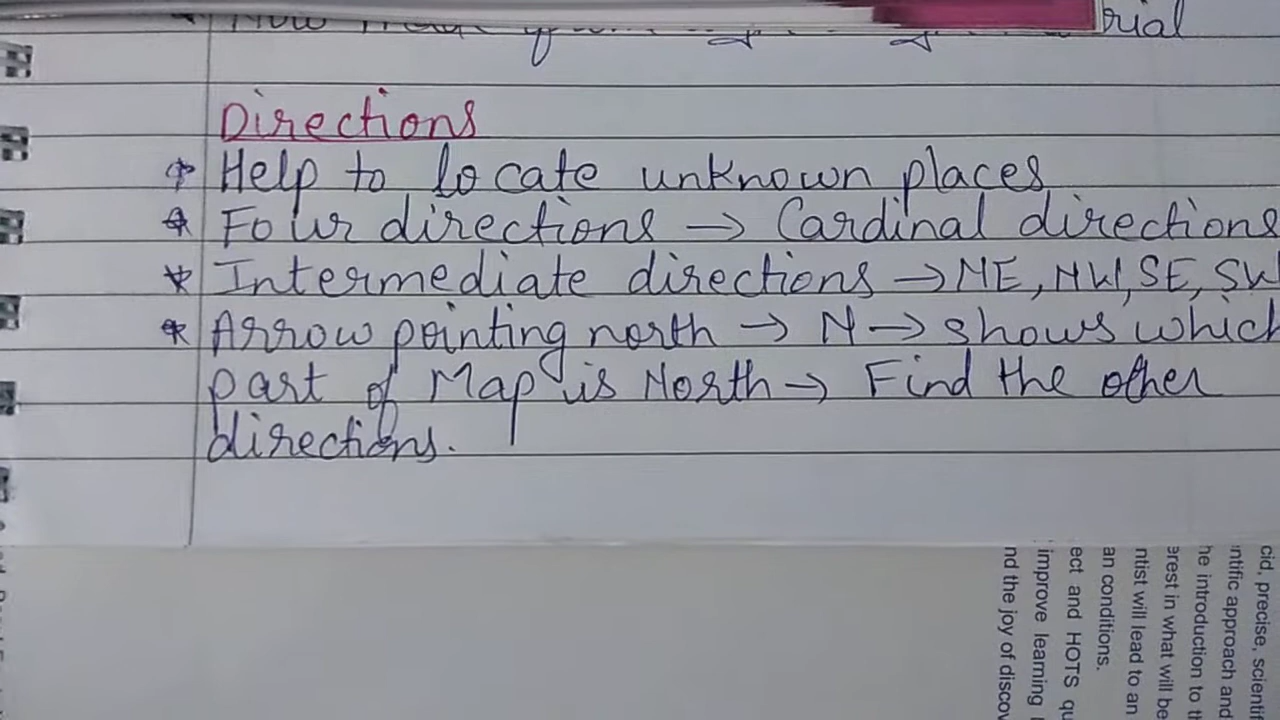 rial
Directions
* Help to locate unknown places
* Four directions → Cardinal directions
* Intermediate directions → NE, NW, SE, SW
* Arrow pointing north → N → shows which
part of Map is North → Find the other
directions.
cid, precise, scientif
ntific approach and
he introduction to t
erest in what will be
ntist will lead to an
an conditions.
ect and HOTS qu
improve learning
nd the joy of discov